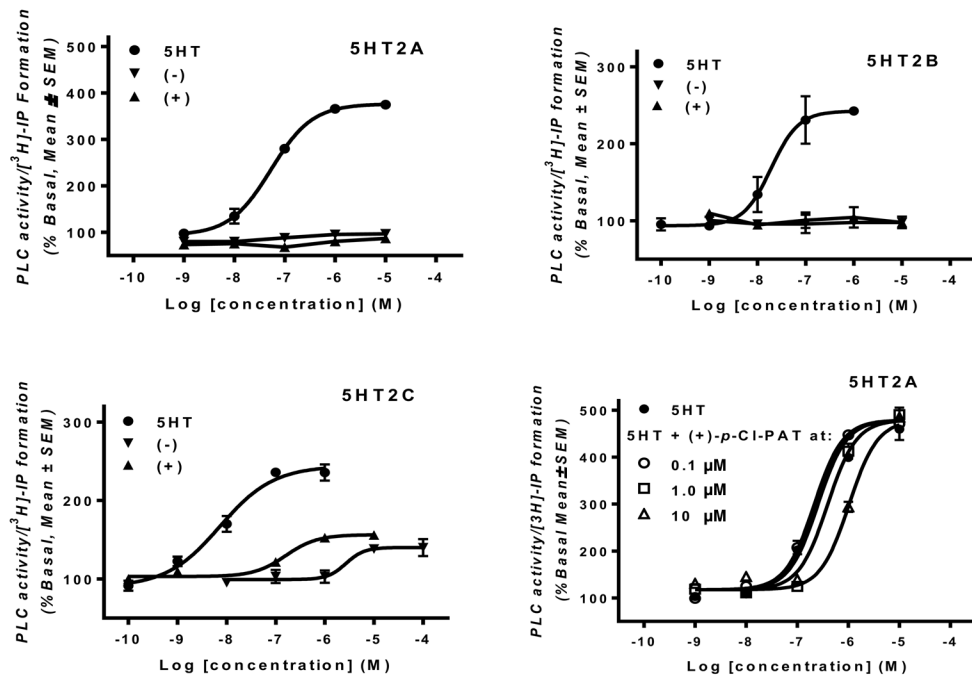 5HT2A
PLC activity/[³H]-IP Formation
(% Basal, Mean ± SEM)
5HT
(-)
(+)
500
400
300
200
100
-10 -9 -8 -7 -6 -5 -4
Log [concentration] (M)
5HT2B
PLC activity/[³H]-IP formation
(% Basal, Mean ± SEM)
5HT
(-)
(+)
300
200
100
-10 -9 -8 -7 -6 -5 -4
Log [concentration] (M)
5HT2C
PLC activity/[³H]-IP formation
(% Basal, Mean ± SEM)
5HT
(-)
(+)
300
200
100
-10 -9 -8 -7 -6 -5 -4
Log [concentration] (M)
5HT2A
PLC activity/[3H]-IP formation
(%Basal Mean±SEM)
5HT
5HT + (+)-p-Cl-PAT at:
0.1 µM
1.0 µM
10 µM
500
400
300
200
100
-10 -9 -8 -7 -6 -5 -4
Log [concentration] (M)